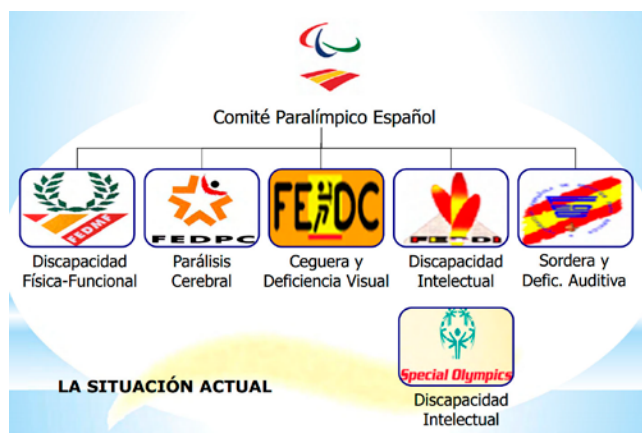 Comité Paralímpico Español
FEDMF
FEDPC
FEDC
FEDDI
Discapacidad
Física-Funcional
Parálisis
Cerebral
Ceguera y
Deficiencia Visual
Discapacidad
Intelectual
Sordera y
Defic. Auditiva
Special Olympics
LA SITUACIÓN ACTUAL
Discapacidad
Intelectual